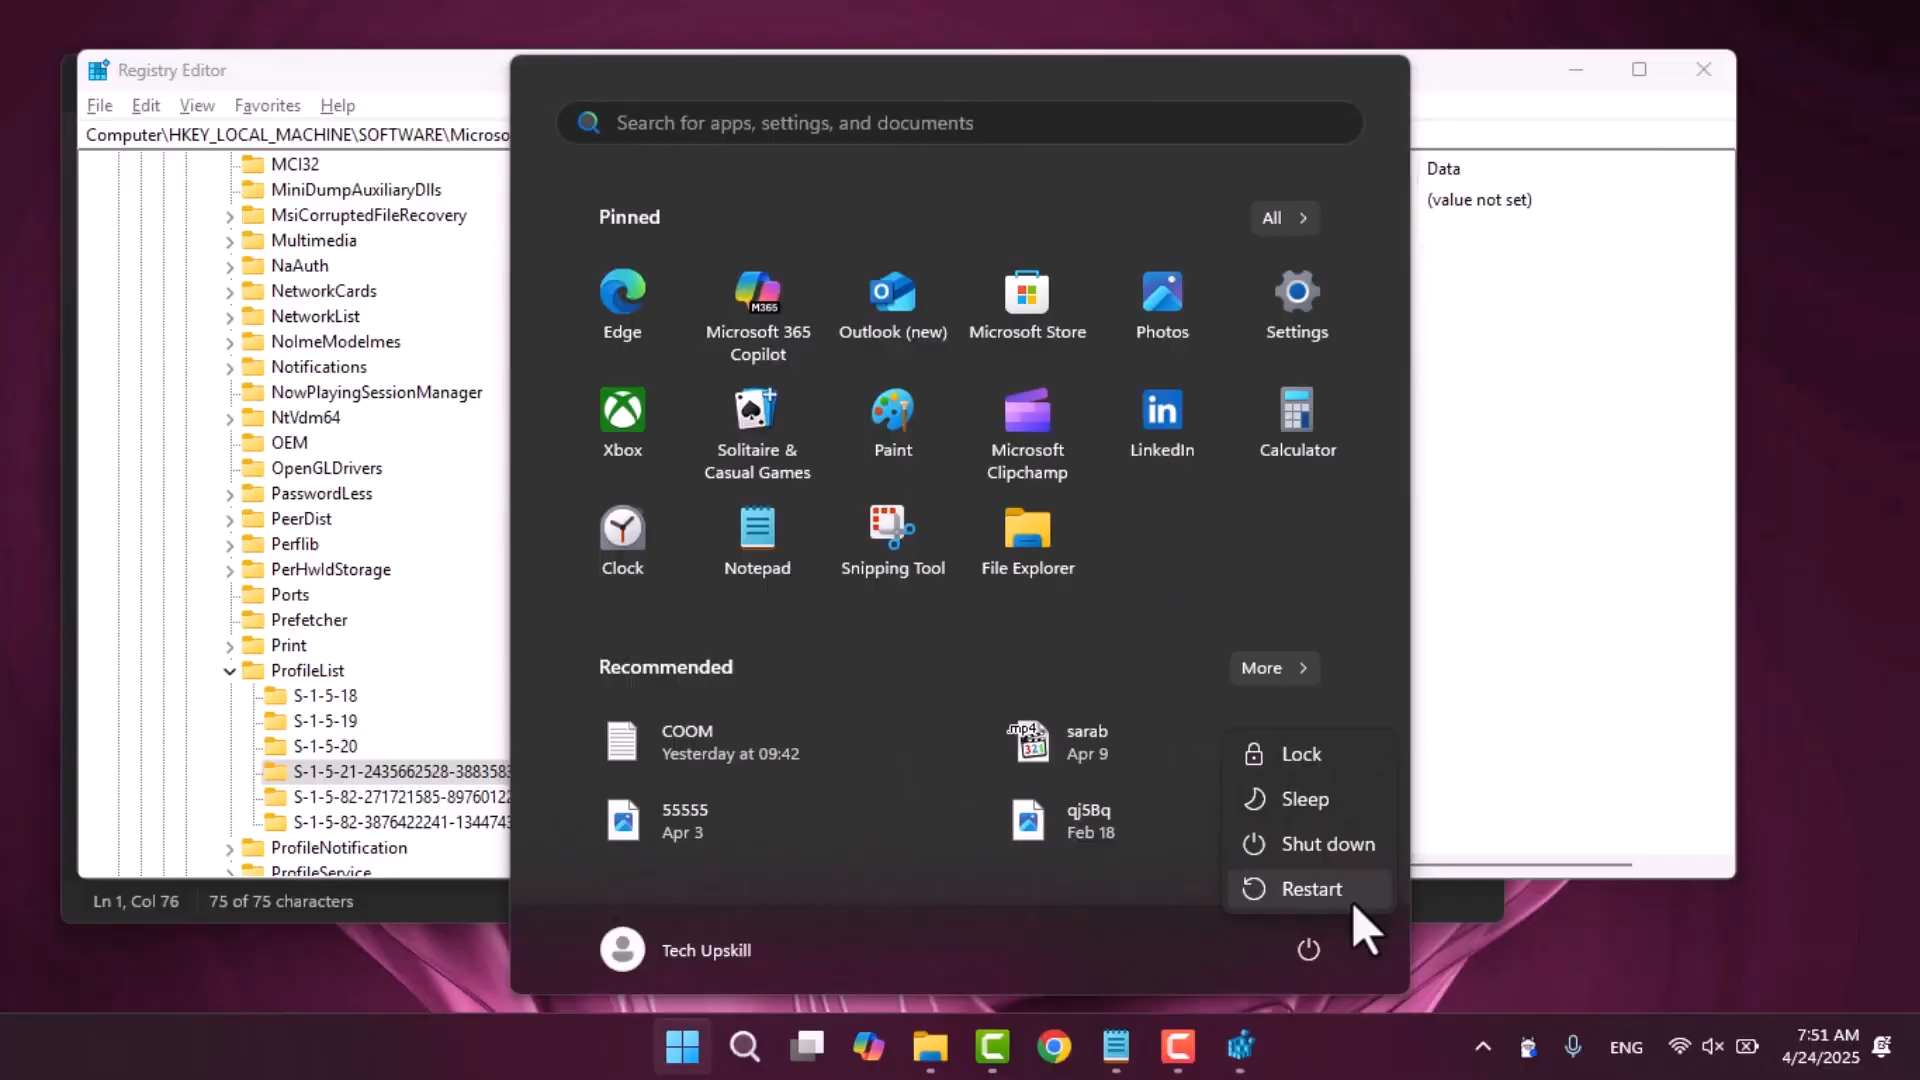 Registry Editor
File Edit View Favorites Help
Computer\HKEY_LOCAL_MACHINE\SOFTWARE\Microso
MCI32
MiniDumpAuxiliaryDlls
MsiCorruptedFileRecovery
Multimedia
NaAuth
NetworkCards
NetworkList
NoImeModeImes
Notifications
NowPlayingSessionManager
NtVdm64
OEM
OpenGLDrivers
PasswordLess
PeerDist
Perflib
PerHwIdStorage
Ports
Prefetcher
Print
ProfileList
S-1-5-18
S-1-5-19
S-1-5-20
S-1-5-21-2435662528-3883583
S-1-5-82-271721585-8976012
S-1-5-82-3876422241-134474
ProfileNotification
ProfileService
Ln 1, Col 76
75 of 75 characters
Data
(value not set)
Search for apps, settings, and documents
Pinned
All
Edge
M365
Microsoft 365
Copilot
Outlook (new)
Microsoft Store
Photos
Settings
Xbox
Solitaire &
Casual Games
Paint
Microsoft
Clipchamp
in
LinkedIn
Calculator
Clock
Notepad
Snipping Tool
File Explorer
Recommended
More
COOM
Yesterday at 09:42
.mp4
321
sarab
Apr 9
55555
Apr 3
qj5Bq
Feb 18
Lock
Sleep
Shut down
Restart
Tech Upskill
ENG
7:51 AM
4/24/2025